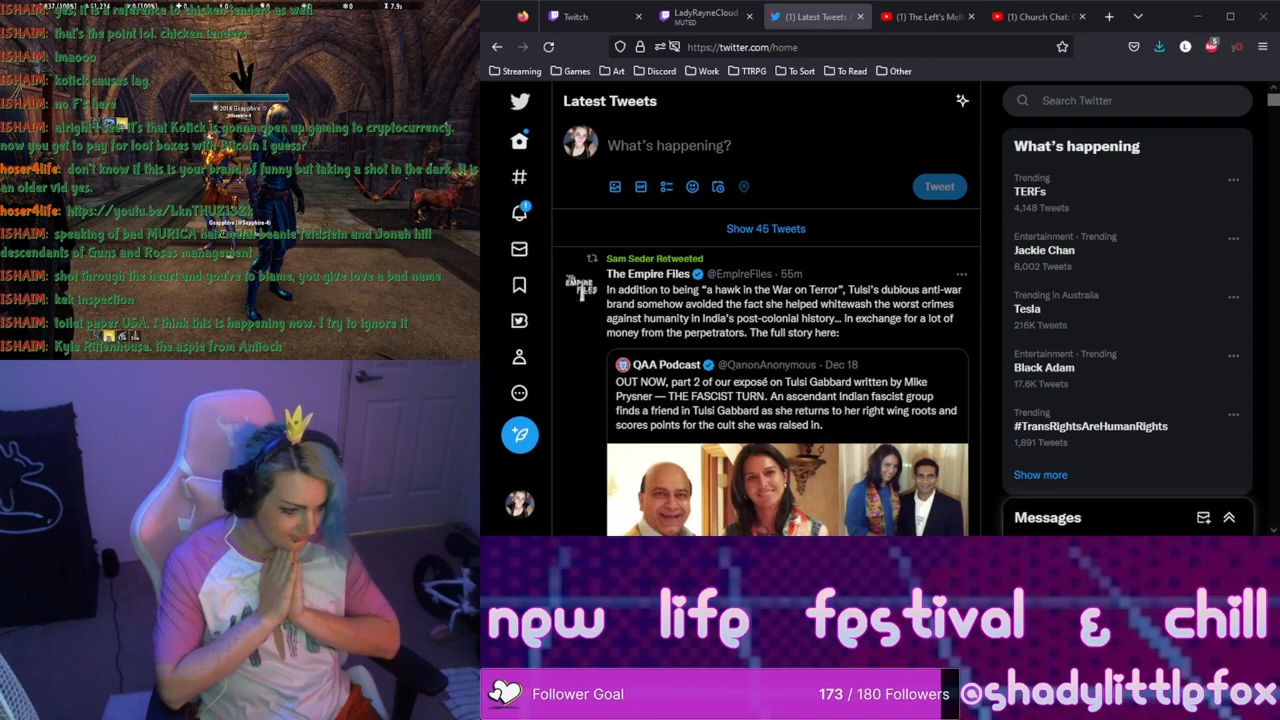 ISHAIM: yes, it is a reference to chicken tenders as well
ISHAIM: that's the point lol. chicken tenders
ISHAIM: lmaooo
ISHAIM: kotick causes lag
ISHAIM: no F's here
ISHAIM: alright I see. it's that Kotick is gonna open up gaming to cryptocurrency.
now you get to pay for loot boxes with Bitcoin I guess?
hoser4life: don't know if this is your brand of funny but taking a shot in the dark. It is
an older vid yes.
hoser4life:
ISHAIM: speaking of bad MURICA hair metal beanie feldstein and Jonah hill
descendants of Guns and Roses management
ISHAIM: shot through the heart and you're to blame, you give love a bad name
ISHAIM: kek inspection
ISHAIM: toilet paper USA, I think this is happening now. I try to ignore it
ISHAIM: Kyle Rittenhouse. the aspie from Antioch
Twitch
LadyRayneCloud
MUTED
(1) Latest Tweets /
(1) The Left's Mel
(1) Church Chat: C
https://twitter.com/home
Streaming
Games
Art
Discord
Work
TTRPG
To Sort
To Read
Other
Latest Tweets
What's happening?
Tweet
Show 45 Tweets
Sam Seder Retweeted
The Empire Files @EmpireFiles · 55m
In addition to being "a hawk in the War on Terror", Tulsi's dubious anti-war
brand somehow avoided the fact she helped whitewash the worst crimes
against humanity in India's post-colonial history... in exchange for a lot of
money from the perpetrators. The full story here:
QAA Podcast @QanonAnonymous · Dec 18
OUT NOW, part 2 of our exposé on Tulsi Gabbard written by Mike
Prysner — THE FASCIST TURN. An ascendant Indian fascist group
finds a friend in Tulsi Gabbard as she returns to her right wing roots and
scores points for the cult she was raised in.
Search Twitter
What's happening
Trending
TERFs
4,148 Tweets
Entertainment · Trending
Jackie Chan
8,002 Tweets
Trending in Australia
Tesla
216K Tweets
Entertainment · Trending
Black Adam
17.6K Tweets
Trending
#TransRightsAreHumanRights
1,891 Tweets
Show more
Messages
new life festival & chill
Follower Goal
173 / 180 Followers
@shadylittlefox